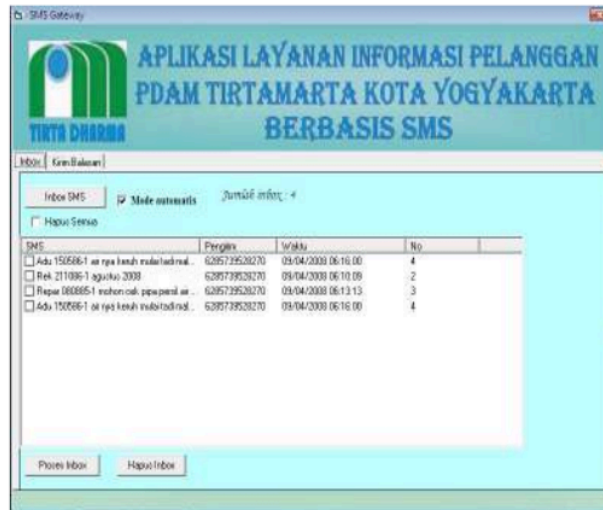 SMS Gateway
APLIKASI LAYANAN INFORMASI PELANGGAN
PDAM TIRTAMARTA KOTA YOGYAKARTA
BERBASIS SMS
TIRTA DHARMA
Inbox Kirim Balasan
Inbox SMS Mode automatis Jumlah inbox : 4
Hapus Semua
SMS Pengirim Waktu No
Adu 150586-1 air nya keruh mulai tadi mal... 6285739528270 09/04/2008 06:16:00 4
Rek 211086-1 agustus 2008 6285739528270 09/04/2008 06:10:09 2
Repar 080885-1 mohon cek pipa persil air... 6285739528270 09/04/2008 06:13:13 3
Adu 150586-1 air nya keruh mulai tadi mal... 6285739528270 09/04/2008 06:16:00 4
Proses Inbox Hapus Inbox